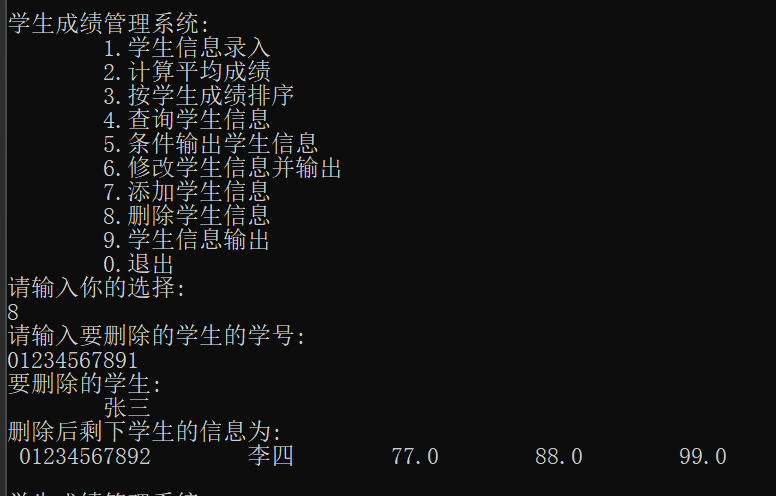 学生成绩管理系统:
1.学生信息录入
2.计算平均成绩
3.按学生成绩排序
4.查询学生信息
5.条件输出学生信息
6.修改学生信息并输出
7.添加学生信息
8.删除学生信息
9.学生信息输出
0.退出
请输入你的选择:
8
请输入要删除的学生的学号:
01234567891
要删除的学生:
张三
删除后剩下学生的信息为:
01234567892 李四 77.0 88.0 99.0